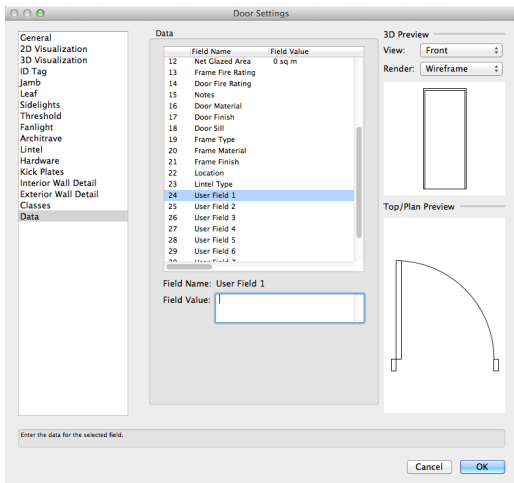 Door Settings
General
2D Visualization
3D Visualization
ID Tag
Jamb
Leaf
Sidelights
Threshold
Fanlight
Architrave
Lintel
Hardware
Kick Plates
Interior Wall Detail
Exterior Wall Detail
Classes
Data
Data
Field Name Field Value
12 Net Glazed Area 0 sq m
13 Frame Fire Rating
14 Door Fire Rating
15 Notes
16 Door Material
17 Door Finish
18 Door Sill
19 Frame Type
20 Frame Material
21 Frame Finish
22 Location
23 Lintel Type
24 User Field 1
25 User Field 2
26 User Field 3
27 User Field 4
28 User Field 5
29 User Field 6
30 User Field 7
Field Name: User Field 1
Field Value:
3D Preview
View: Front
Render: Wireframe
Top/Plan Preview
Enter the data for the selected field.
Cancel OK